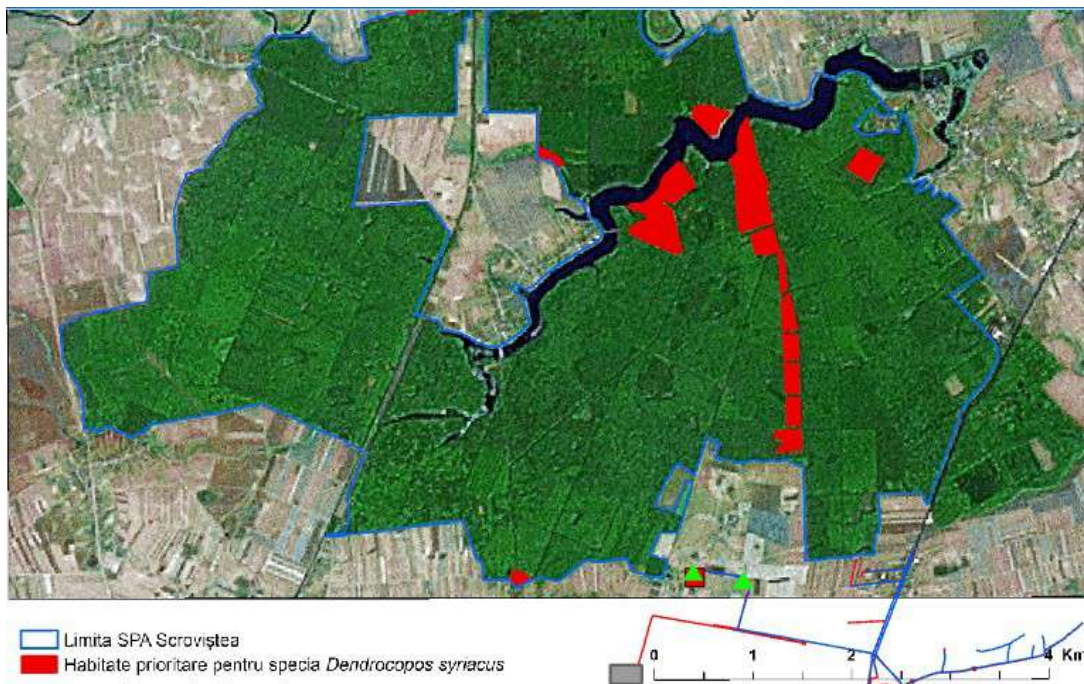 Limita SPA Scroviștea
Habitate prioritare pentru specia Dendrocopos syriacus
0 1 2 4 Km